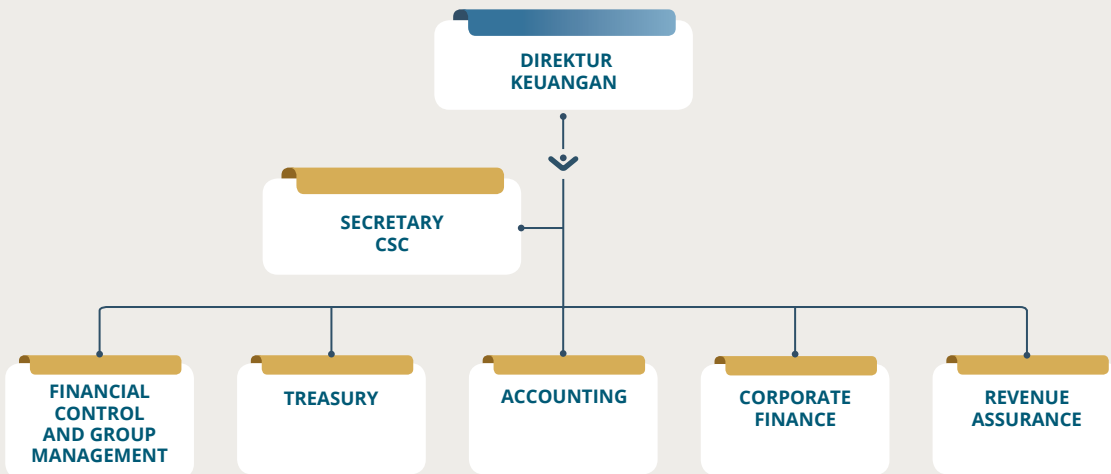 DIREKTUR
KEUANGAN
SECRETARY
CSC
FINANCIAL
CONTROL
AND GROUP
MANAGEMENT
TREASURY
ACCOUNTING
CORPORATE
FINANCE
REVENUE
ASSURANCE